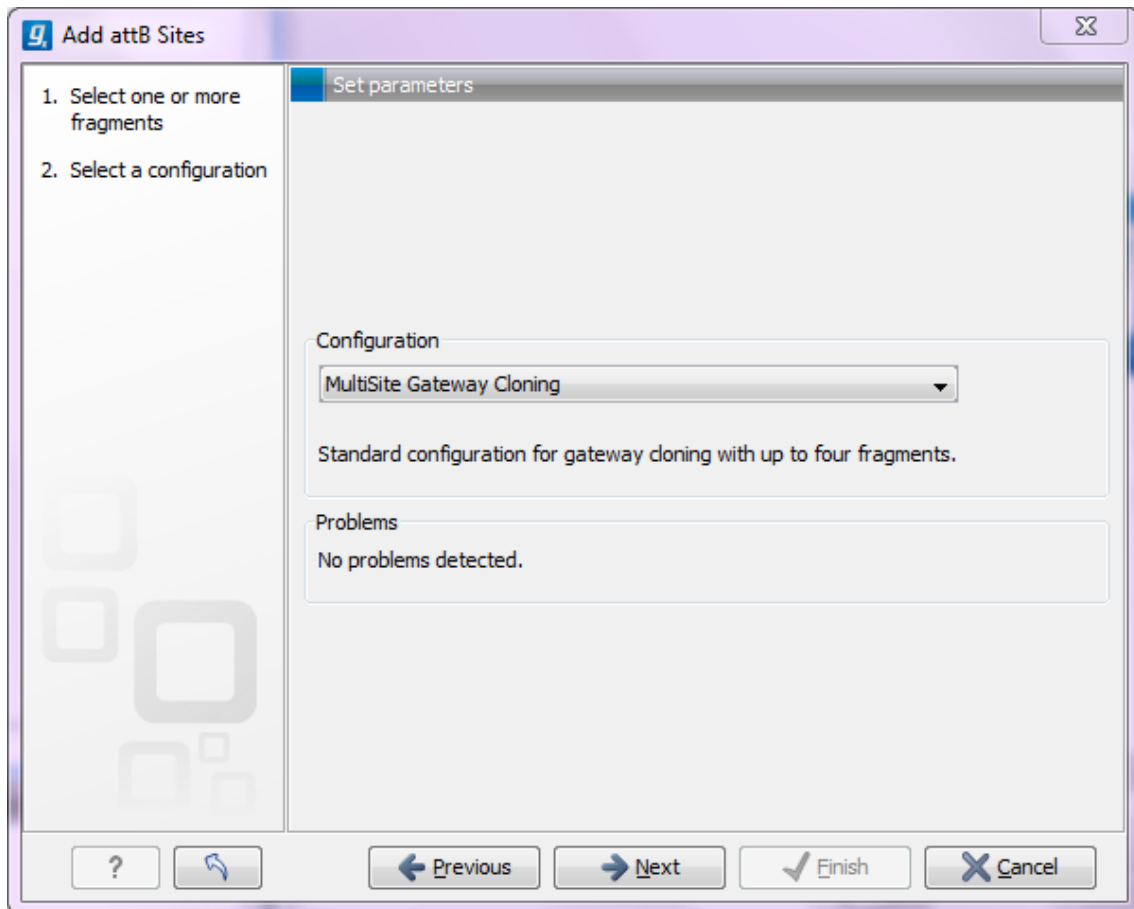 Add attB Sites
1. Select one or more
fragments
2. Select a configuration
Set parameters
Configuration
MultiSite Gateway Cloning
Standard configuration for gateway cloning with up to four fragments.
Problems
No problems detected.
?
Previous
Next
Finish
Cancel